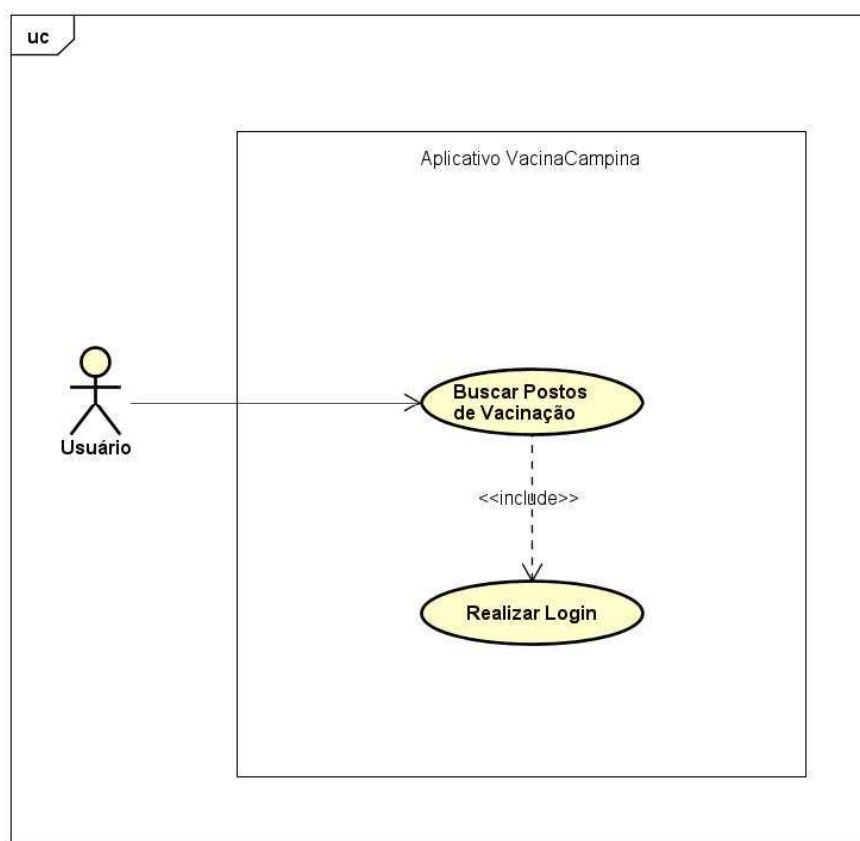 uc
Aplicativo VacinaCampina
Buscar Postos
de Vacinação
Usuário
<<include>>
Realizar Login